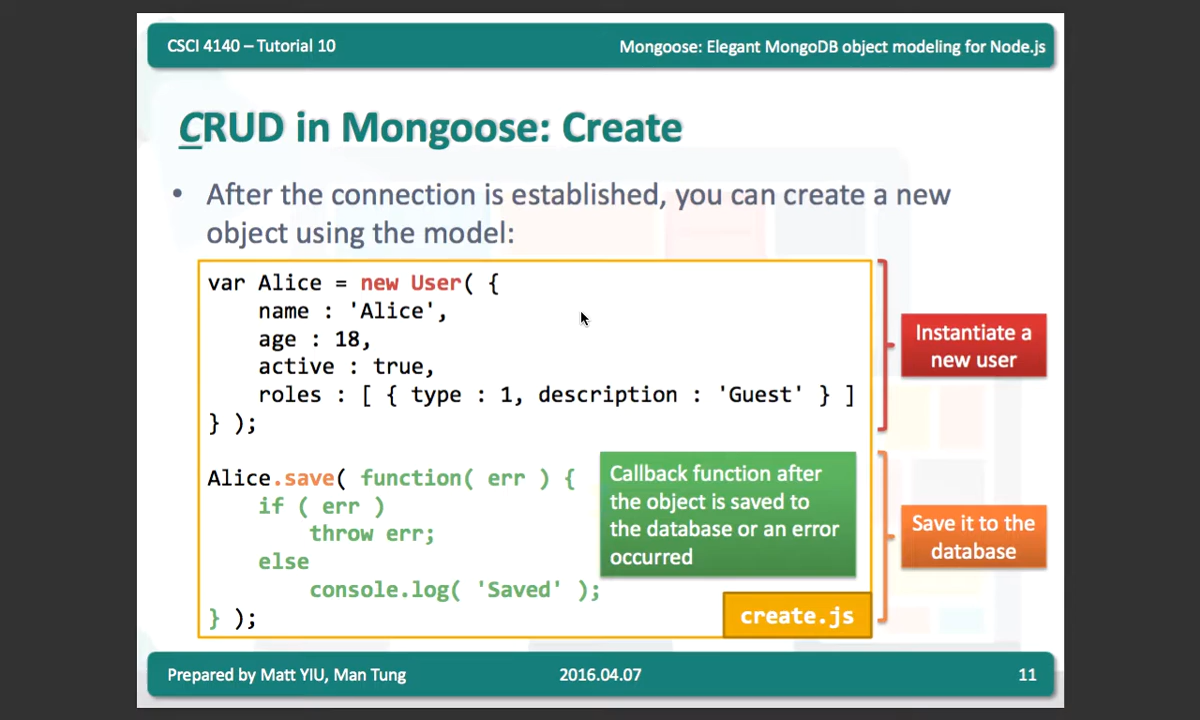 CSCI 4140 – Tutorial 10
Mongoose: Elegant MongoDB object modeling for Node.js
CRUD in Mongoose: Create
• After the connection is established, you can create a new
object using the model:
var Alice = new User( {
    name : 'Alice',
    age : 18,
    active : true,
    roles : [ { type : 1, description : 'Guest' } ]
} );
Instantiate a
new user
Alice.save( function( err ) {
    if ( err )
        throw err;
    else
        console.log( 'Saved' );
} );
Callback function after
the object is saved to
the database or an error
occurred
Save it to the
database
create.js
Prepared by Matt YIU, Man Tung
2016.04.07
11